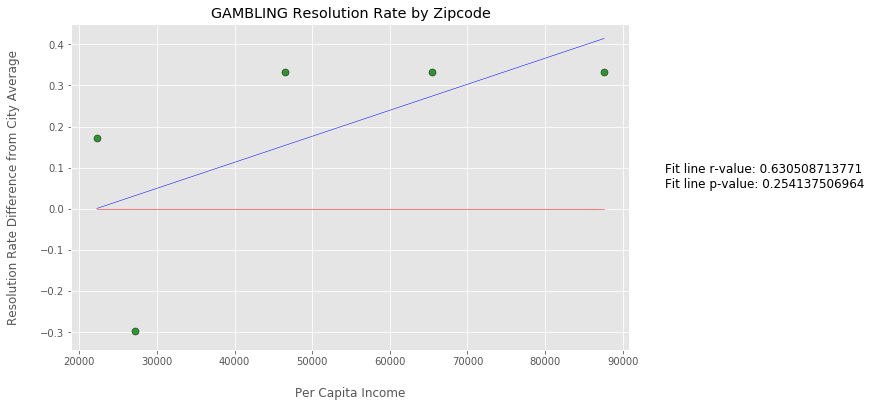 GAMBLING Resolution Rate by Zipcode
Resolution Rate Difference from City Average
0.4
0.3
0.2
0.1
0.0
−0.1
−0.2
−0.3
20000 30000 40000 50000 60000 70000 80000 90000
Per Capita Income
Fit line r-value: 0.630508713771
Fit line p-value: 0.254137506964